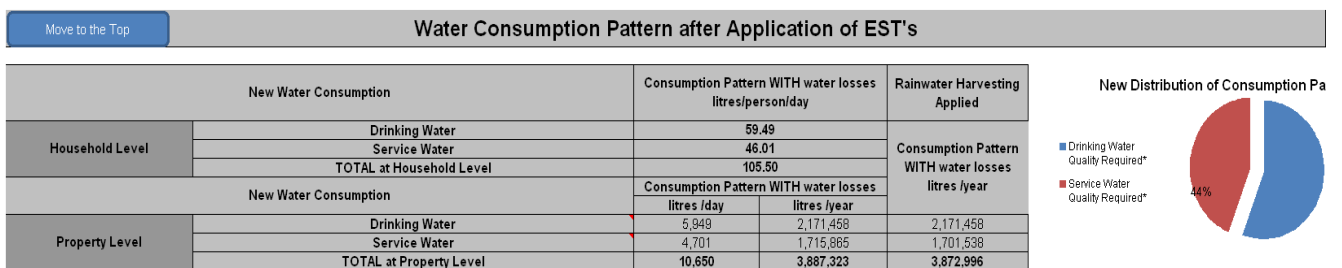 Move to the Top
Water Consumption Pattern after Application of EST's
New Water Consumption
Consumption Pattern WITH water losses
litres/person/day
Rainwater Harvesting
Applied
Household Level
Drinking Water
59.49
Consumption Pattern
WITH water losses
litres /year
Service Water
46.01
TOTAL at Household Level
105.50
New Water Consumption
Consumption Pattern WITH water losses
litres /day
litres /year
Property Level
Drinking Water
5,949
2,171,458
2,171,458
Service Water
4,701
1,715,865
1,701,538
TOTAL at Property Level
10,650
3,887,323
3,872,996
New Distribution of Consumption Pa
Drinking Water
Quality Required*
Service Water
Quality Required*
44%